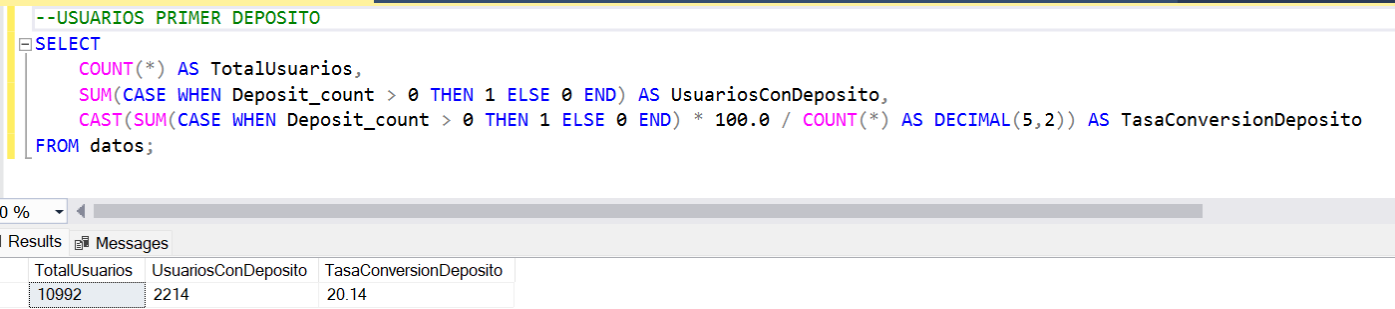 --USUARIOS PRIMER DEPOSITO
SELECT
COUNT(*) AS TotalUsuarios,
SUM(CASE WHEN Deposit_count > 0 THEN 1 ELSE 0 END) AS UsuariosConDeposito,
CAST(SUM(CASE WHEN Deposit_count > 0 THEN 1 ELSE 0 END) * 100.0 / COUNT(*) AS DECIMAL(5,2)) AS TasaConversionDeposito
FROM datos;
0 %
Results Messages
TotalUsuarios UsuariosConDeposito TasaConversionDeposito
10992 2214 20.14